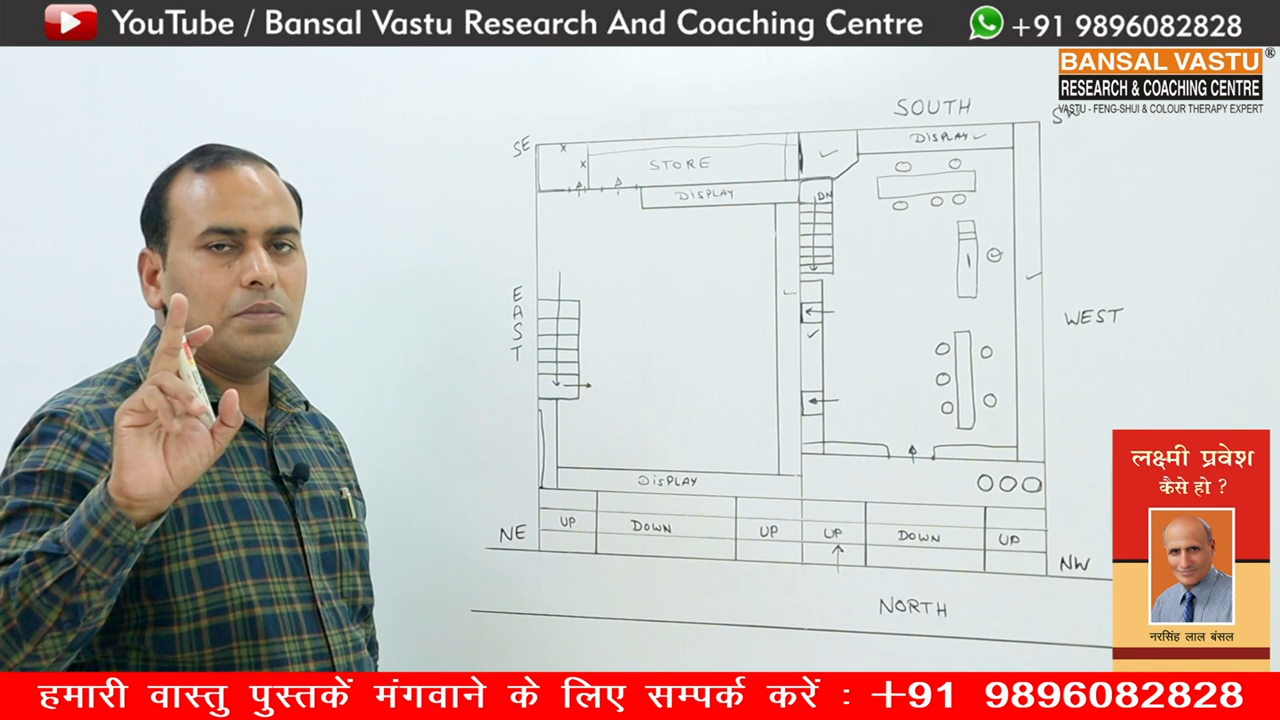 YouTube / Bansal Vastu Research And Coaching Centre
+91 9896082828
BANSAL VASTU®
RESEARCH & COACHING CENTRE
VASTU - FENG-SHUI & COLOUR THERAPY EXPERT
SOUTH
SE
SW
STORE
DISPLAY
DISPLAY
DN
EAST
WEST
DISPLAY
NE
UP
DOWN
UP
UP
DOWN
UP
NW
NORTH
लक्ष्मी प्रवेश
कैसे हो ?
नरसिंह लाल बंसल
हमारी वास्तु पुस्तकें मंगवाने के लिए सम्पर्क करें : +91 9896082828